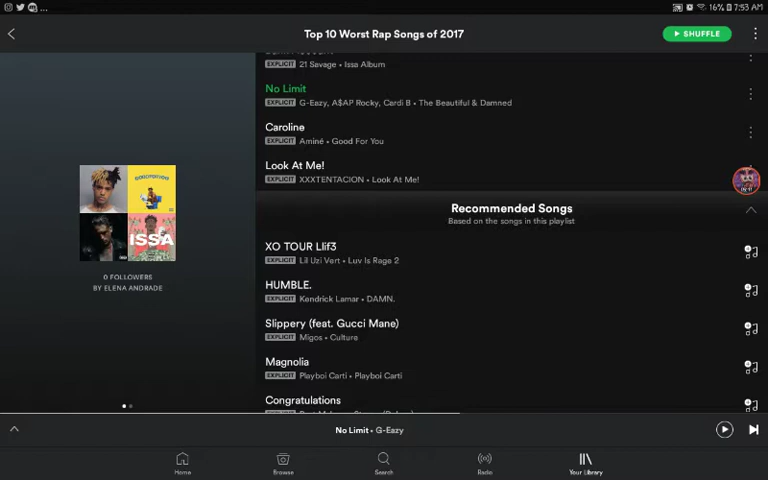 16% 7:53 AM
Top 10 Worst Rap Songs of 2017
SHUFFLE
EXPLICIT 21 Savage • Issa Album
No Limit
EXPLICIT G-Eazy, A$AP Rocky, Cardi B • The Beautiful & Damned
Caroline
EXPLICIT Aminé • Good For You
Look At Me!
EXPLICIT XXXTENTACION • Look At Me!
ISSA
0 FOLLOWERS
BY ELENA ANDRADE
Recommended Songs
Based on the songs in this playlist
XO TOUR Llif3
EXPLICIT Lil Uzi Vert • Luv Is Rage 2
HUMBLE.
EXPLICIT Kendrick Lamar • DAMN.
Slippery (feat. Gucci Mane)
EXPLICIT Migos • Culture
Magnolia
EXPLICIT Playboi Carti • Playboi Carti
Congratulations
No Limit • G-Eazy
Home
Browse
Search
Radio
Your Library